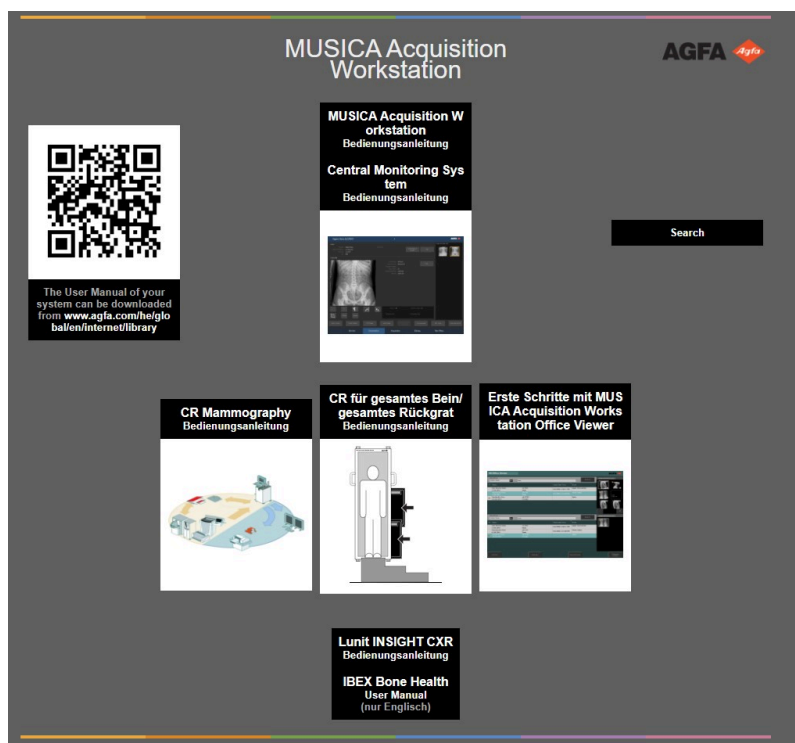 MUSICA Acquisition
Workstation
AGFA
Agfa
MUSICA Acquisition W
orkstation
Bedienungsanleitung
Central Monitoring Sys
tem
Bedienungsanleitung
The User Manual of your
system can be downloaded
from www.agfa.com/he/glo
bal/en/internet/library
Search
CR Mammography
Bedienungsanleitung
CR für gesamtes Bein/
gesamtes Rückgrat
Bedienungsanleitung
Erste Schritte mit MUS
ICA Acquisition Works
tation Office Viewer
Lunit INSIGHT CXR
Bedienungsanleitung
IBEX Bone Health
User Manual
(nur Englisch)